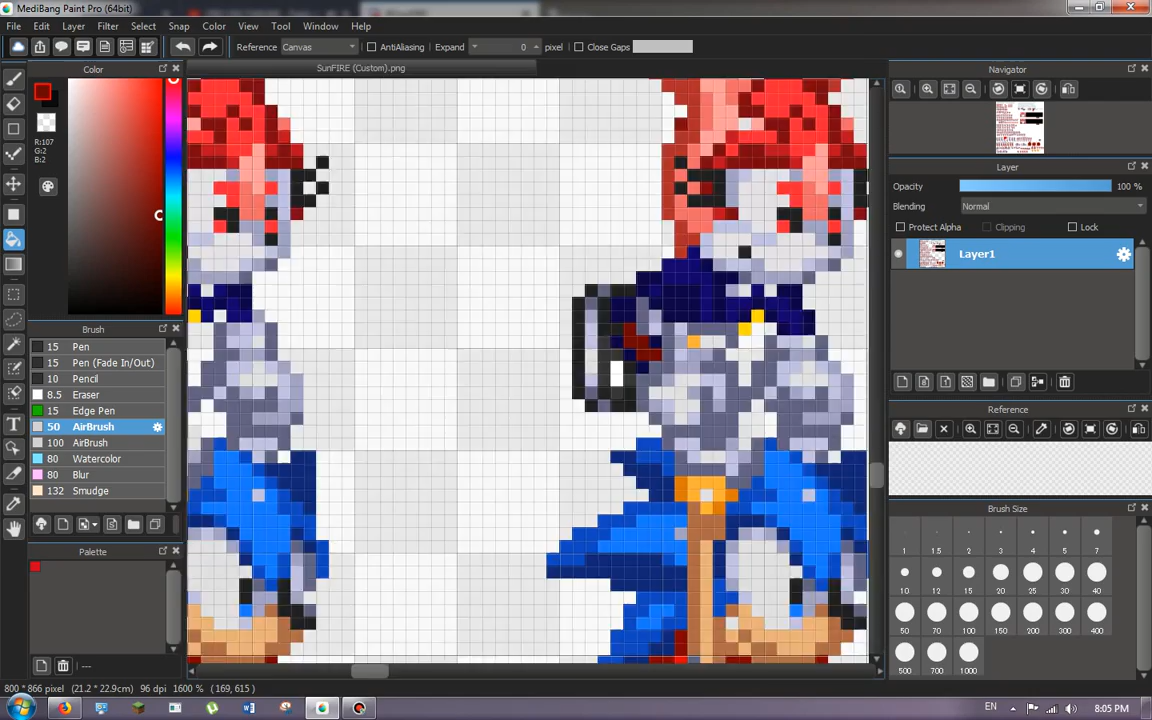 MediBang Paint Pro (64bit)
File Edit Layer Filter Select Snap Color View Tool Window Help
Reference Canvas AntiAliasing Expand 0 pixel Close Gaps
Color
SunFIRE (Custom).png
Navigator
R:107
G:2
B:2
Layer
Opacity 100 %
Blending Normal
Protect Alpha Clipping Lock
Layer1
Brush
15 Pen
15 Pen (Fade In/Out)
10 Pencil
8.5 Eraser
15 Edge Pen
50 AirBrush
100 AirBrush
80 Watercolor
80 Blur
132 Smudge
Reference
Brush Size
1 1.5 2 3 4 5 7
10 12 15 20 25 30 40
50 70 100 150 200 300 400
500 700 1000
Palette
---
800 * 866 pixel (21.2 * 22.9cm) 96 dpi 1600 % ( 169, 615 )
EN 8:05 PM